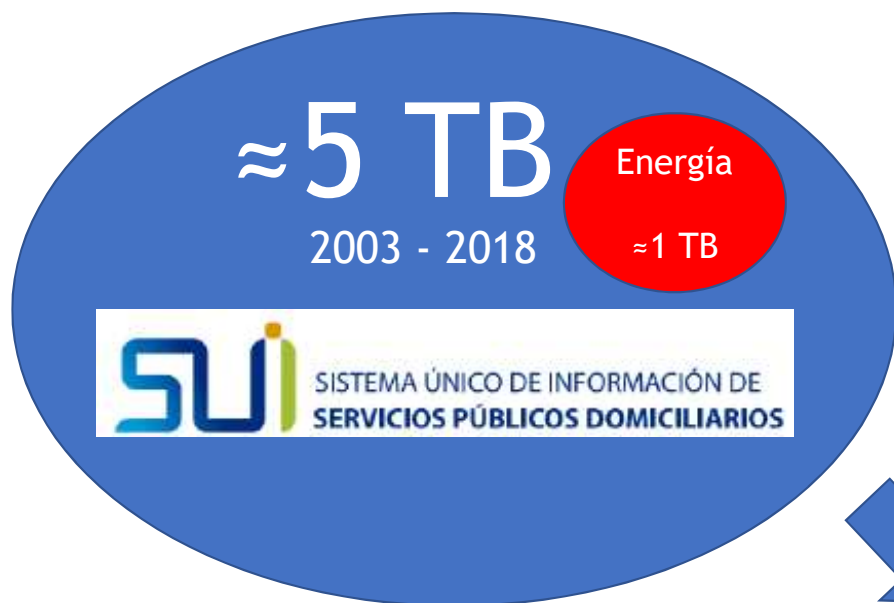 ≈5 TB
2003 - 2018
Energía
≈1 TB
sui
SISTEMA ÚNICO DE INFORMACIÓN DE
SERVICIOS PÚBLICOS DOMICILIARIOS